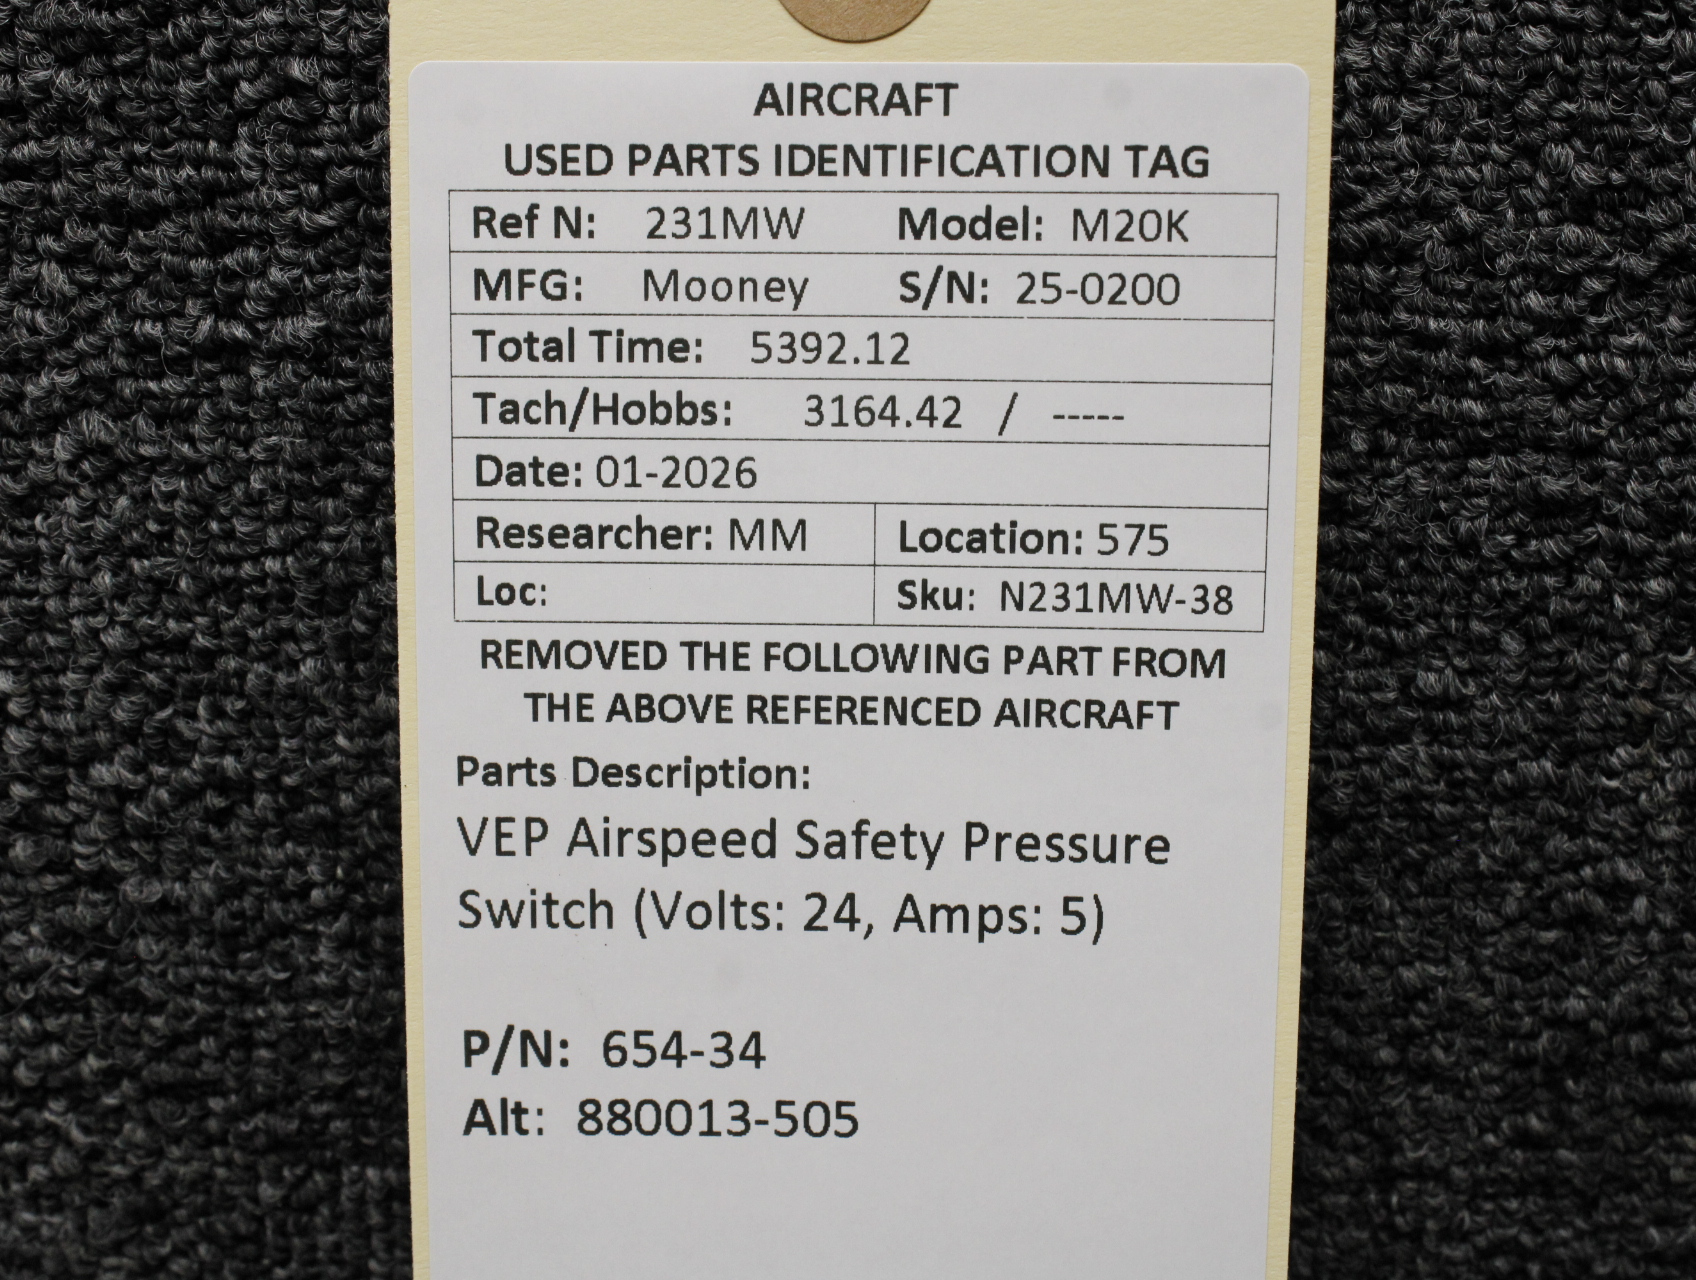 AIRCRAFT
USED PARTS IDENTIFICATION TAG
Ref N: 231MW Model: M20K
MFG: Mooney S/N: 25-0200
Total Time: 5392.12
Tach/Hobbs: 3164.42 / -----
Date: 01-2026
Researcher: MM Location: 575
Loc: Sku: N231MW-38
REMOVED THE FOLLOWING PART FROM
THE ABOVE REFERENCED AIRCRAFT
Parts Description:
VEP Airspeed Safety Pressure
Switch (Volts: 24, Amps: 5)
P/N: 654-34
Alt: 880013-505